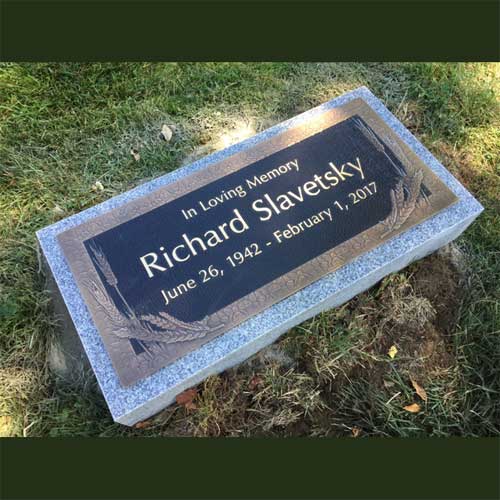 In Loving Memory
Richard Slavetsky
June 26, 1942 - February 1, 2017